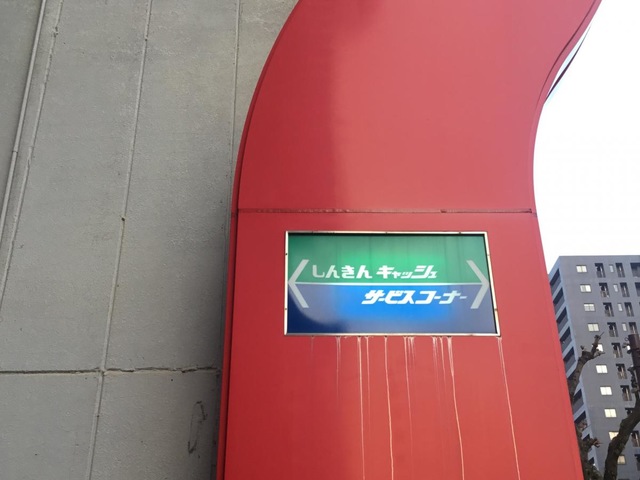 しんきん キャッシュ
サービスコーナー